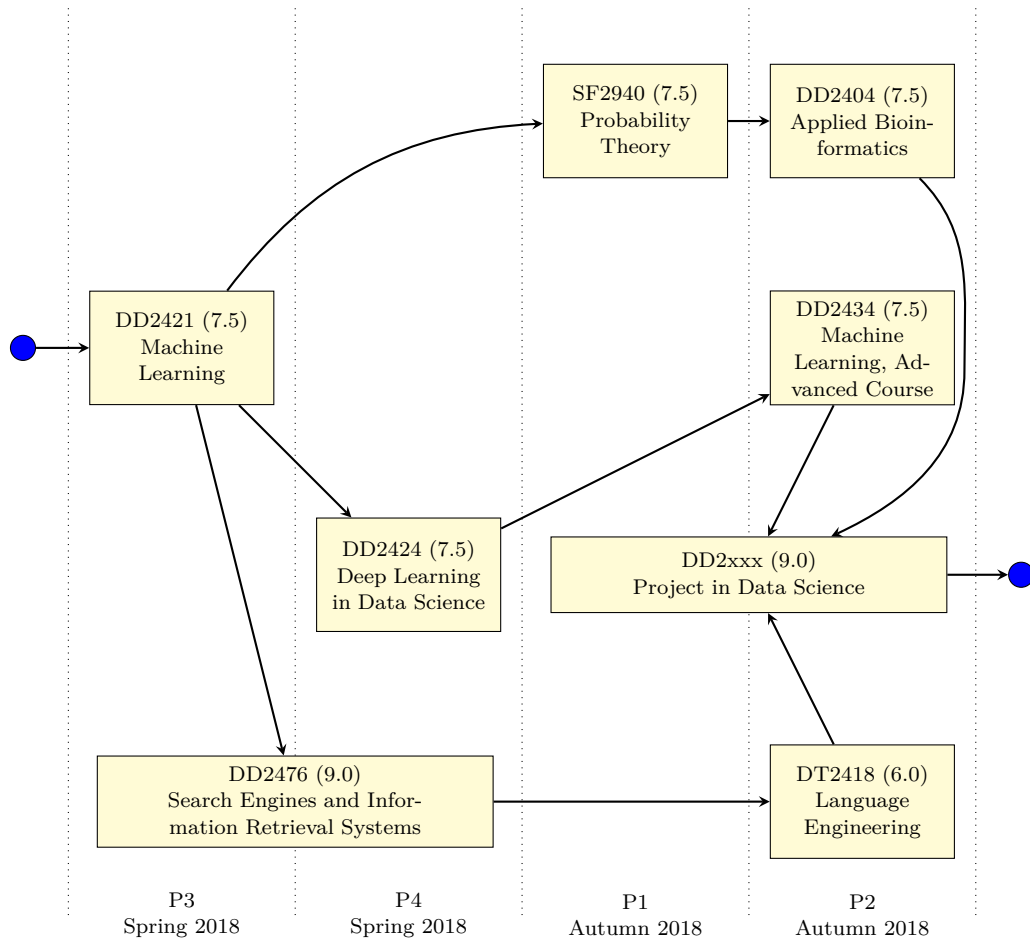 SF2940 (7.5)
Probability
Theory
DD2404 (7.5)
Applied Bioin-
formatics
DD2421 (7.5)
Machine
Learning
DD2434 (7.5)
Machine
Learning, Ad-
vanced Course
DD2424 (7.5)
Deep Learning
in Data Science
DD2xxx (9.0)
Project in Data Science
DD2476 (9.0)
Search Engines and Infor-
mation Retrieval Systems
DT2418 (6.0)
Language
Engineering
P3
Spring 2018
P4
Spring 2018
P1
Autumn 2018
P2
Autumn 2018